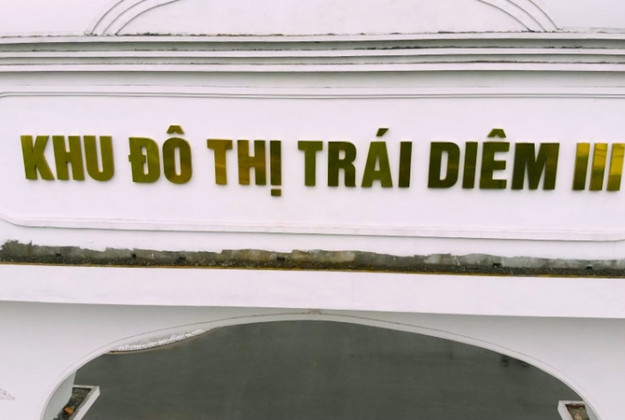 KHU ĐÔ THỊ TRÁI DIÊM III